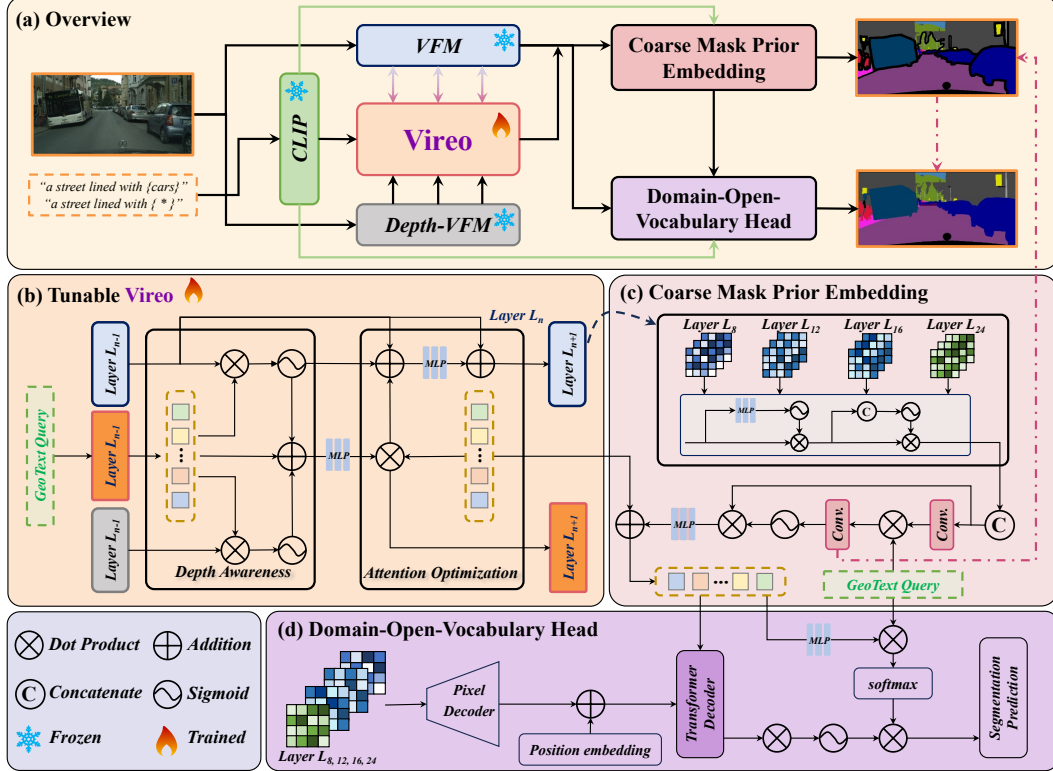 (a) Overview
VFM
CLIP
Vireo
Depth-VFM
Coarse Mask Prior
Embedding
Domain-Open-
Vocabulary Head
"a street lined with {cars}"
"a street lined with { * }"
(b) Tunable Vireo
Layer Ln
GeoText Query
Layer Ln-1
Layer Ln-1
Layer Ln-1
MLP
MLP
Depth Awareness
Attention Optimization
Layer Ln+1
Layer Ln+1
(c) Coarse Mask Prior Embedding
Layer L8
Layer L12
Layer L16
Layer L24
MLP
C
MLP
Conv.
Conv.
C
GeoText Query
Dot Product
Addition
C
Concatenate
Sigmoid
Frozen
Trained
(d) Domain-Open-Vocabulary Head
Layer L8, 12, 16, 24
Pixel
Decoder
Position embedding
Transformer
Decoder
MLP
softmax
Segmentation
Prediction